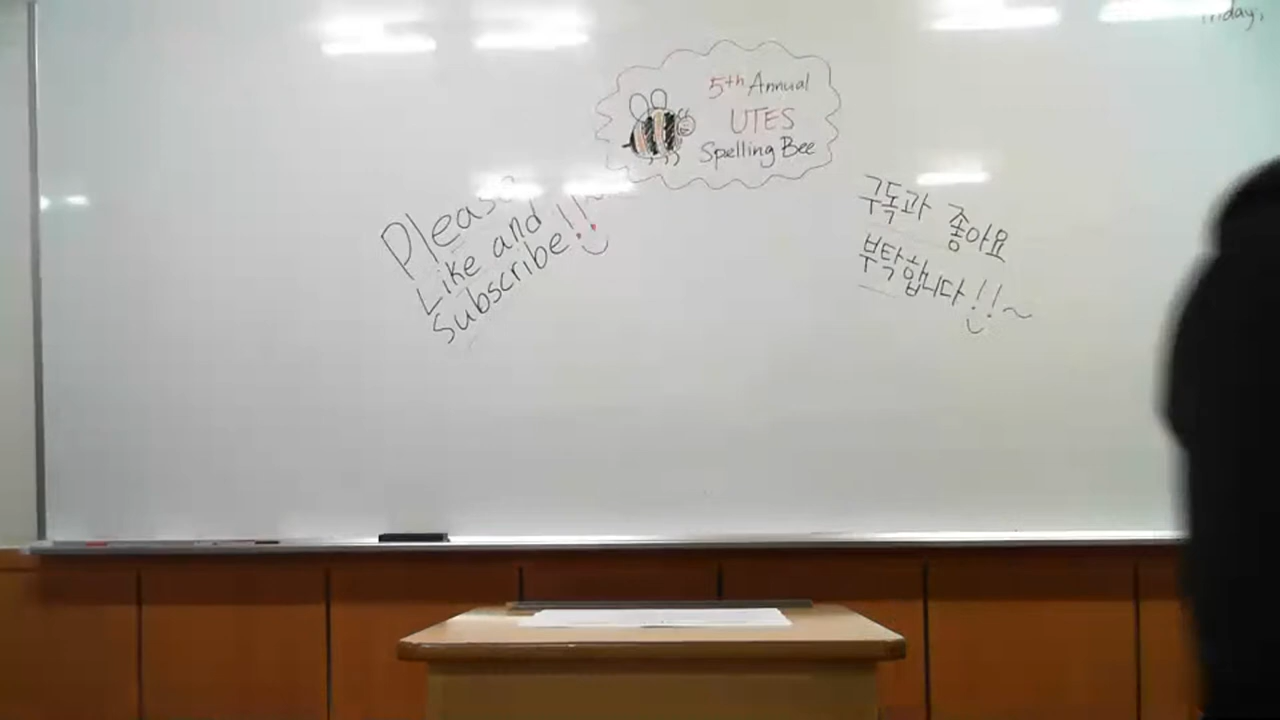 5th Annual
UTES
Spelling Bee
Please
Like and
Subscribe!!~
구독과 좋아요
부탁합니다!!~